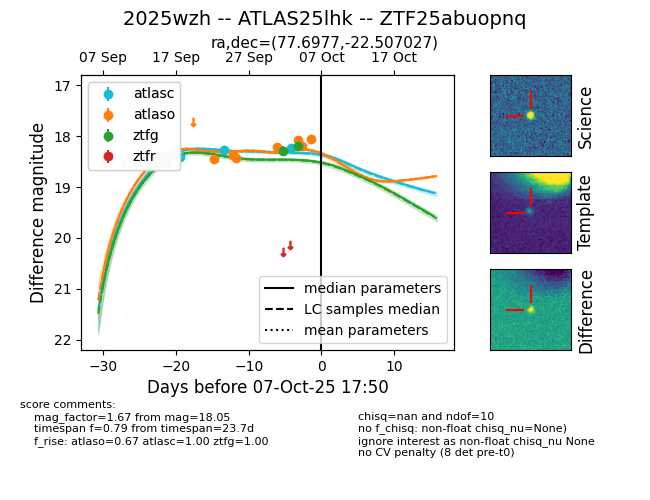 2025wzh -- ATLAS25lhk -- ZTF25abuopnq
ra,dec=(77.6977,-22.507027)
07 Sep 17 Sep 27 Sep 07 Oct 17 Oct
17
18
19
20
21
22
Difference magnitude
atlasc
atlaso
ztfg
ztfr
median parameters
LC samples median
mean parameters
−30 −20 −10 0 10
Days before 07-Oct-25 17:50
Science
Template
Difference
score comments:
mag_factor=1.67 from mag=18.05
timespan f=0.79 from timespan=23.7d
f_rise: atlaso=0.67 atlasc=1.00 ztfg=1.00
chisq=nan and ndof=10
no f_chisq: non-float chisq_nu=None)
ignore interest as non-float chisq_nu None
no CV penalty (8 det pre-t0)